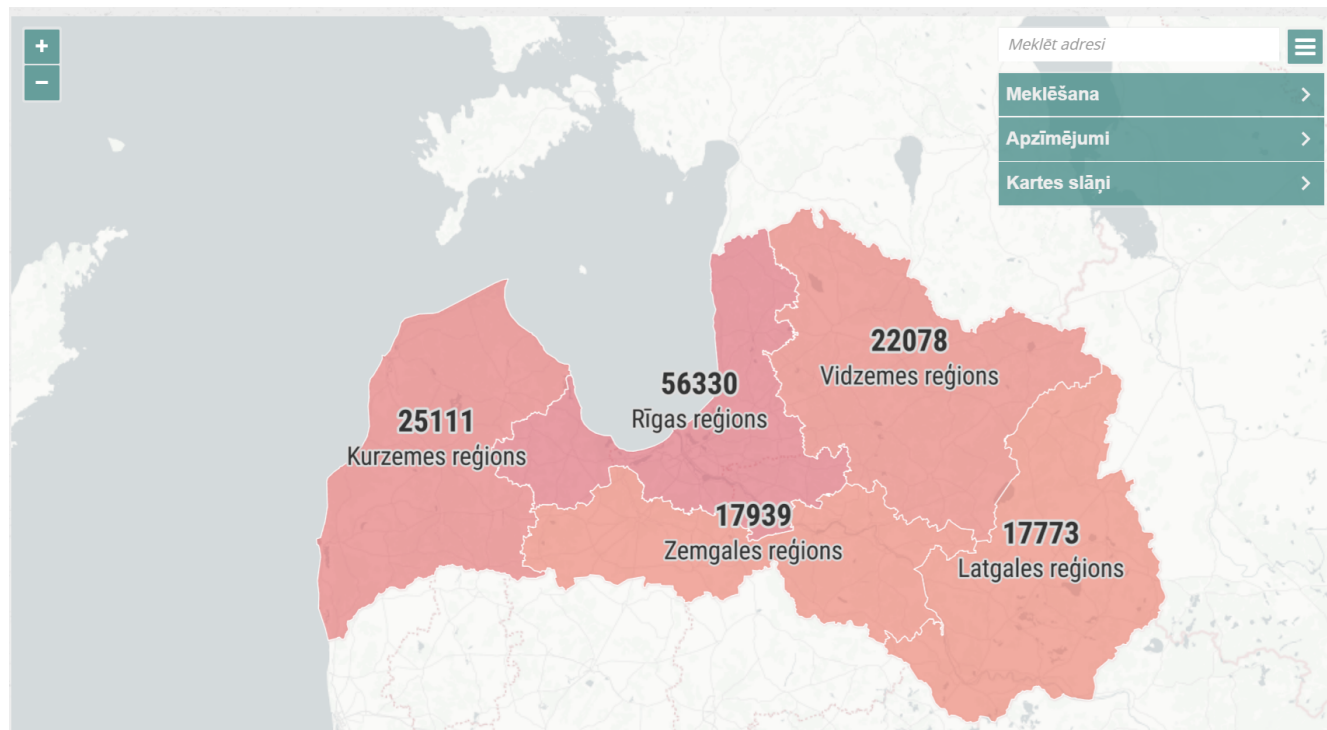 +
−
Meklēt adresi
Meklēšana
Apzīmējumi
Kartes slāņi
22078
Vidzemes reģions
56330
Rīgas reģions
25111
Kurzemes reģions
17939
Zemgales reģions
17773
Latgales reģions